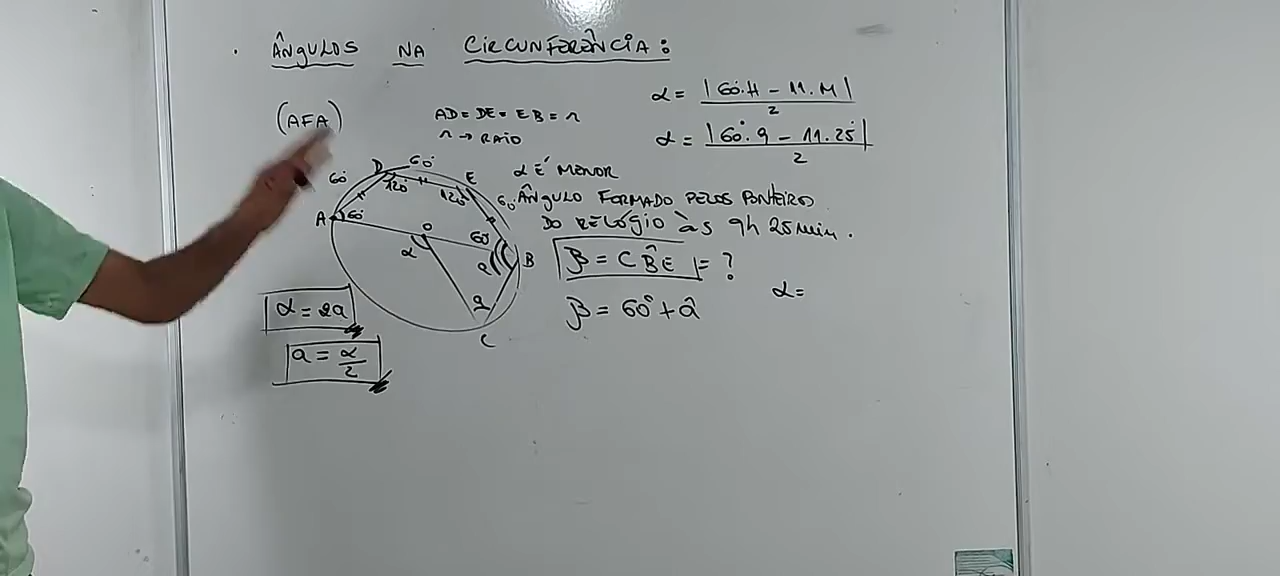 . ÂNGULOS NA CIRCUNFERÊNCIA:
(AFA)
AD = DE = EB = r
r → RAIO
α = |60°.H - 11.M| / 2
α = |60°.9 - 11.25| / 2
α É MENOR
ÂNGULO FORMADO PELOS PONTEIROS
DO RELÓGIO ÀS 9h 25min.
60°
60°
60°
D
E
120°
120°
A
60°
O
α
60°
a
B
a
C
β = CB̂E = ?
β = 60° + â
α =
α = 2a
a = α/2